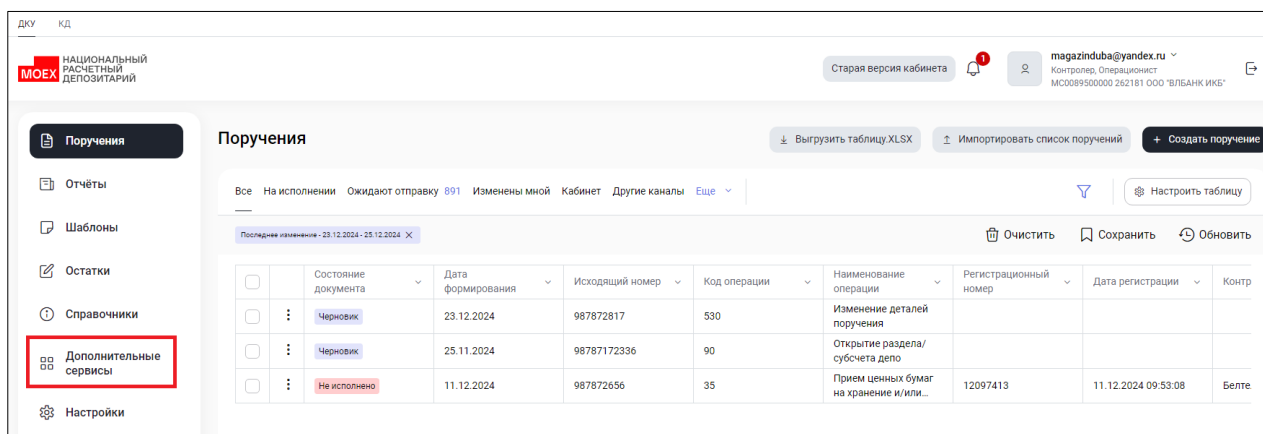 ДКУ КД
MOEX НАЦИОНАЛЬНЫЙ РАСЧЕТНЫЙ ДЕПОЗИТАРИЙ
Старая версия кабинета
1
magazinduba@yandex.ru
Контролер, Операционист
MC0089500000 262181 ООО "ВЛБАНК ИКБ"
Поручения
Отчёты
Шаблоны
Остатки
Справочники
Дополнительные
сервисы
Настройки
Поручения
Выгрузить таблицу.XLSX
Импортировать список поручений
+ Создать поручение
Все На исполнении Ожидают отправку 891 Изменены мной Кабинет Другие каналы Еще
Настроить таблицу
Последнее изменение - 23.12.2024 - 25.12.2024 X
Очистить Сохранить Обновить
Состояние документа Дата формирования Исходящий номер Код операции Наименование операции Регистрационный номер Дата регистрации Контр
Черновик 23.12.2024 987872817 530 Изменение деталей поручения
Черновик 25.11.2024 98787172336 90 Открытие раздела/ субсчета депо
Не исполнено 11.12.2024 987872656 35 Прием ценных бумаг на хранение и/или... 12097413 11.12.2024 09:53:08 Белте.